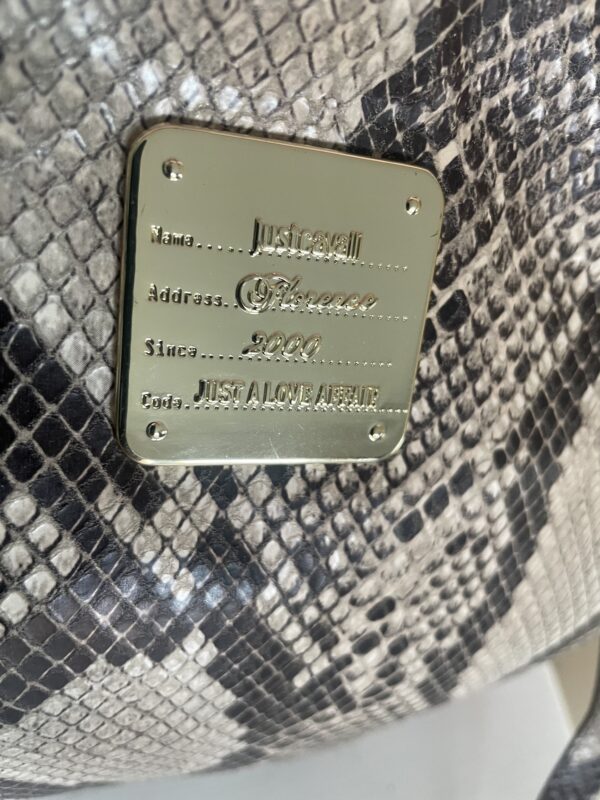 Name..... justcavalli
Address.. Florence
Since.... 2000
Code. JUST A LOVE AFFAIR